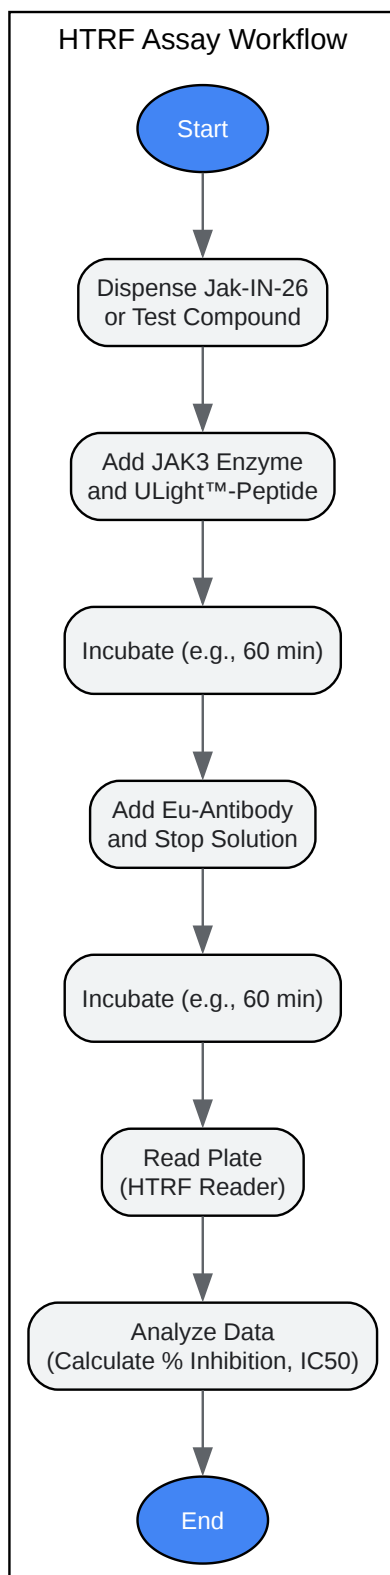 HTRF Assay Workflow
Start
Dispense Jak-IN-26
or Test Compound
Add JAK3 Enzyme
and ULight™-Peptide
Incubate (e.g., 60 min)
Add Eu-Antibody
and Stop Solution
Incubate (e.g., 60 min)
Read Plate
(HTRF Reader)
Analyze Data
(Calculate % Inhibition, IC50)
End